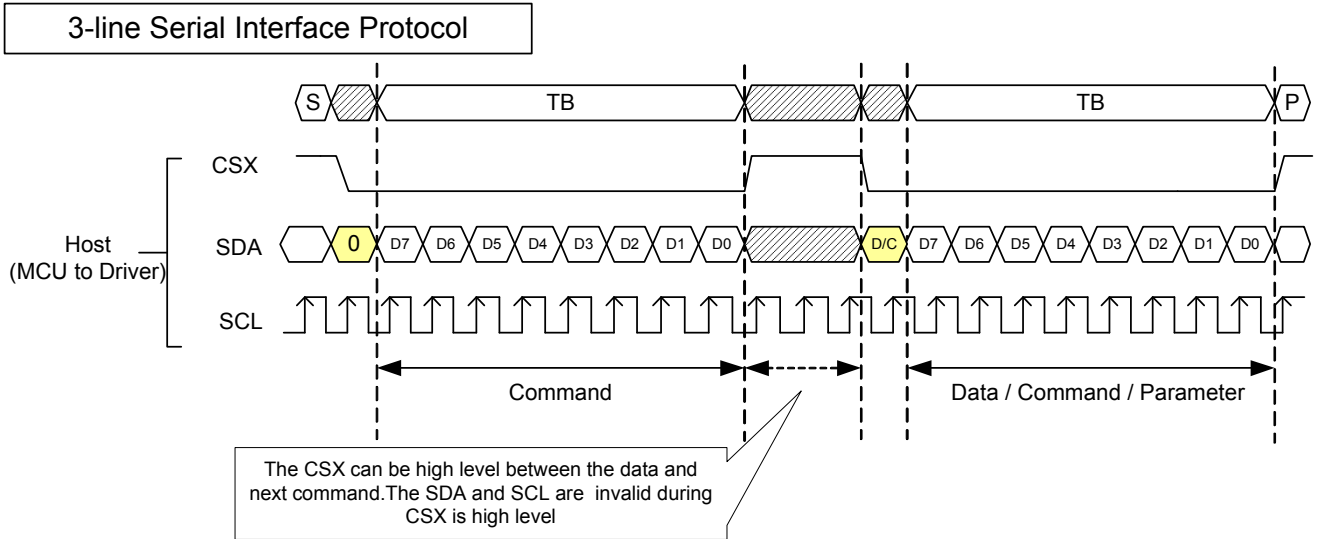 3-line Serial Interface Protocol
S TB TB P
CSX
Host
(MCU to Driver)
SDA 0 D7 D6 D5 D4 D3 D2 D1 D0 D/C D7 D6 D5 D4 D3 D2 D1 D0
SCL
Command Data / Command / Parameter
The CSX can be high level between the data and
next command.The SDA and SCL are invalid during
CSX is high level